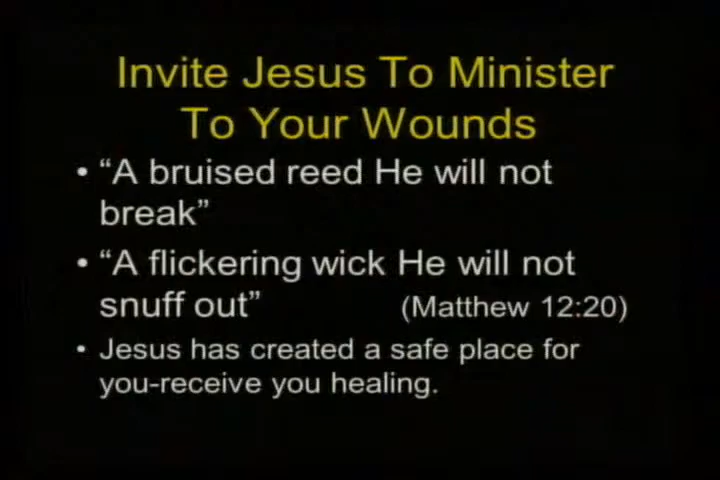 Invite Jesus To Minister
To Your Wounds
• “A bruised reed He will not
break”
• “A flickering wick He will not
snuff out” (Matthew 12:20)
• Jesus has created a safe place for
you-receive you healing.